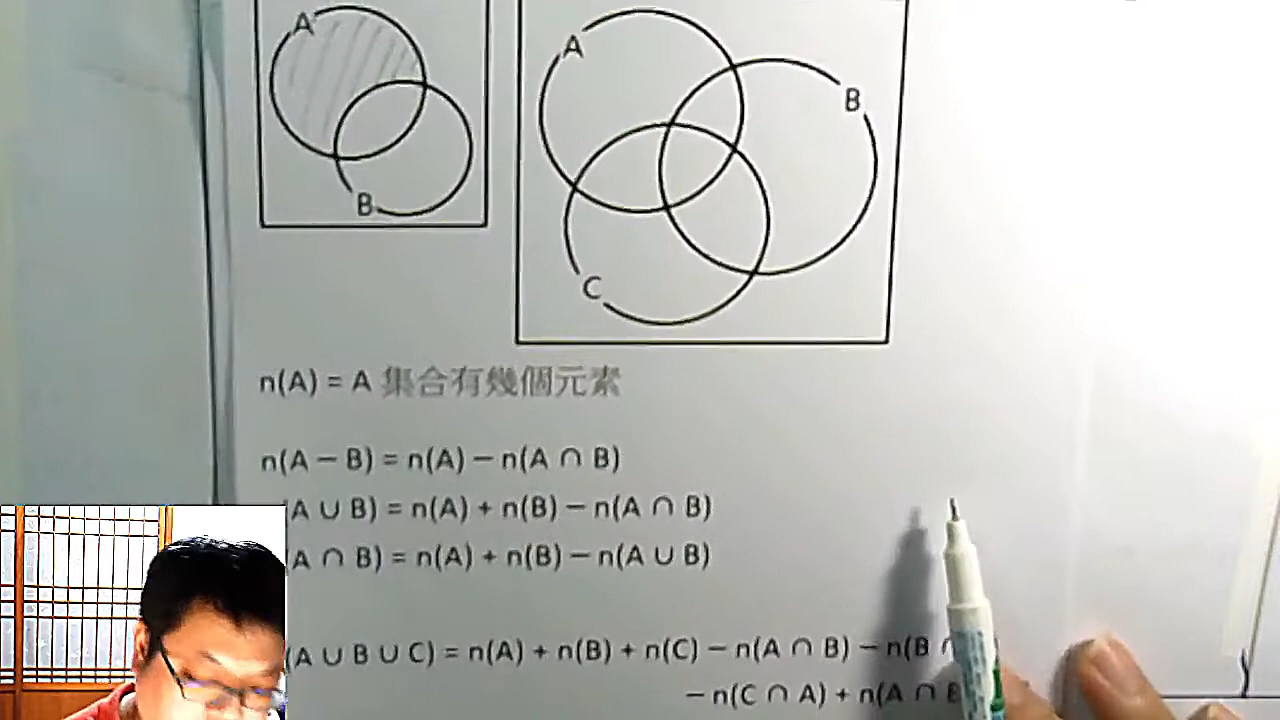 A
B
A
B
C
n(A) = A 集合有幾個元素
n(A − B) = n(A) − n(A ∩ B)
(A ∪ B) = n(A) + n(B) − n(A ∩ B)
(A ∩ B) = n(A) + n(B) − n(A ∪ B)
(A ∪ B ∪ C) = n(A) + n(B) + n(C) − n(A ∩ B) − n(B ∩
− n(C ∩ A) + n(A ∩ B